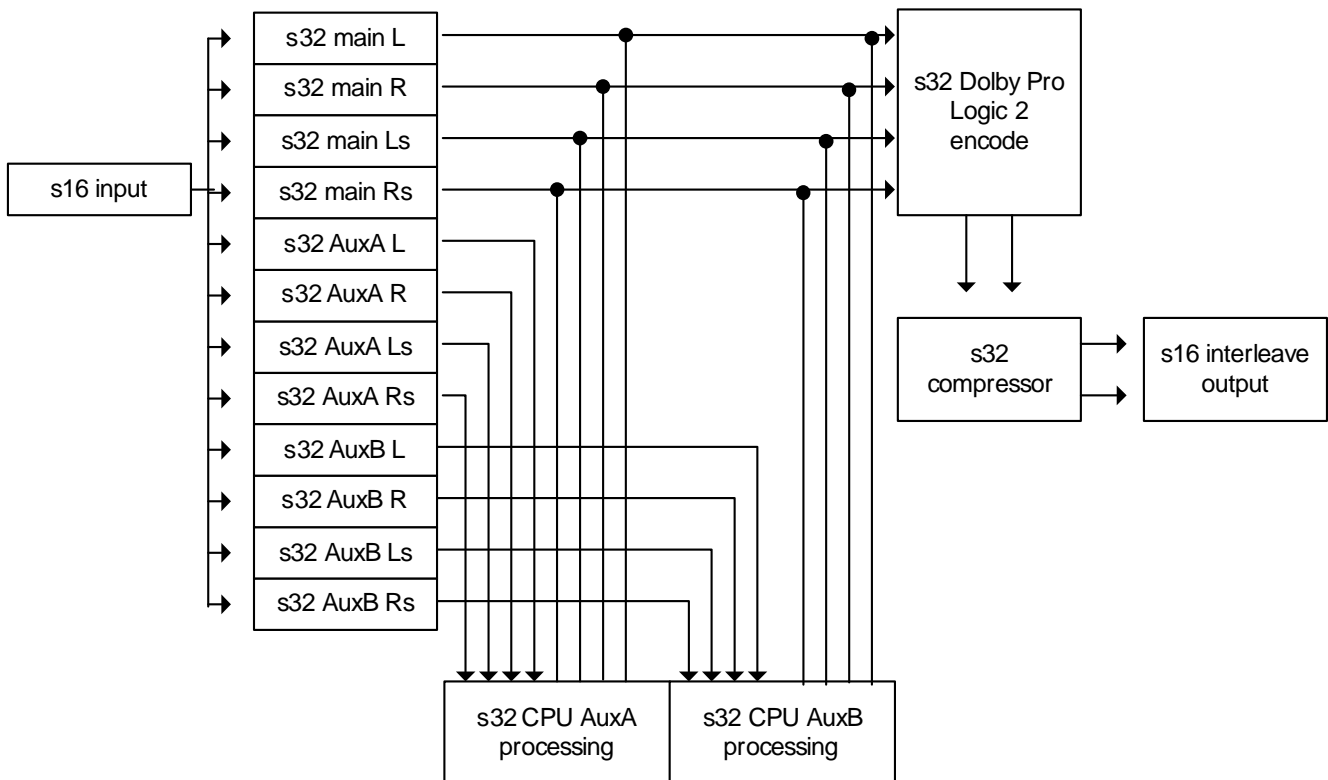 s16 input
s32 main L
s32 main R
s32 main Ls
s32 main Rs
s32 AuxA L
s32 AuxA R
s32 AuxA Ls
s32 AuxA Rs
s32 AuxB L
s32 AuxB R
s32 AuxB Ls
s32 AuxB Rs
s32 Dolby Pro
Logic 2
encode
s32
compressor
s16 interleave
output
s32 CPU AuxA
processing
s32 CPU AuxB
processing